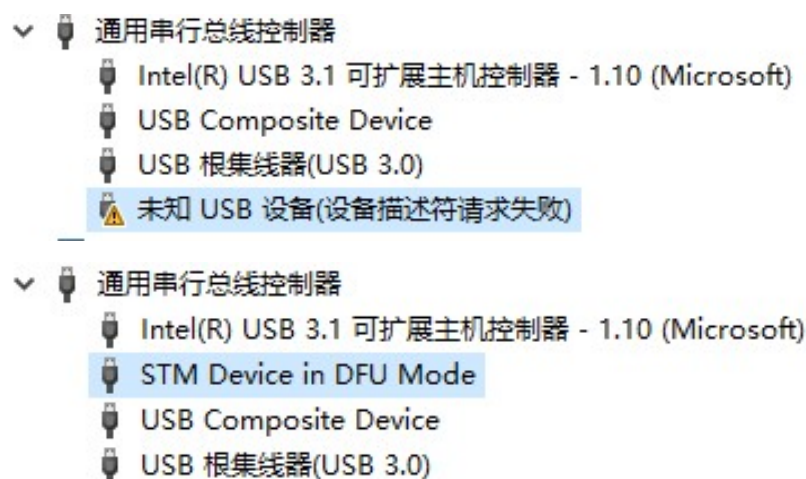 通用串行总线控制器
Intel(R) USB 3.1 可扩展主机控制器 - 1.10 (Microsoft)
USB Composite Device
USB 根集线器(USB 3.0)
未知 USB 设备(设备描述符请求失败)
通用串行总线控制器
Intel(R) USB 3.1 可扩展主机控制器 - 1.10 (Microsoft)
STM Device in DFU Mode
USB Composite Device
USB 根集线器(USB 3.0)